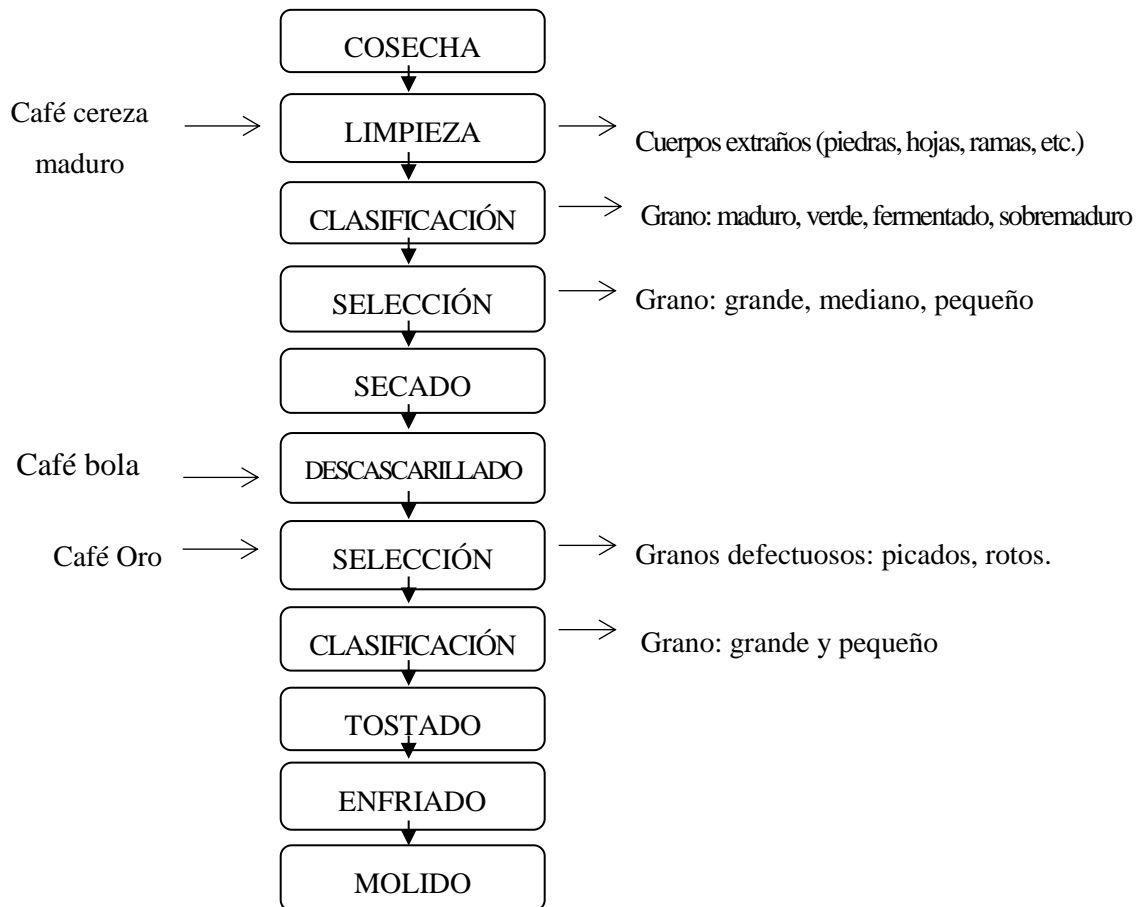 COSECHA
Café cereza
maduro
LIMPIEZA
Cuerpos extraños (piedras, hojas, ramas, etc.)
CLASIFICACIÓN
Grano: maduro, verde, fermentado, sobremaduro
SELECCIÓN
Grano: grande, mediano, pequeño
SECADO
Café bola
DESCASCARILLADO
Café Oro
SELECCIÓN
Granos defectuosos: picados, rotos.
CLASIFICACIÓN
Grano: grande y pequeño
TOSTADO
ENFRIADO
MOLIDO